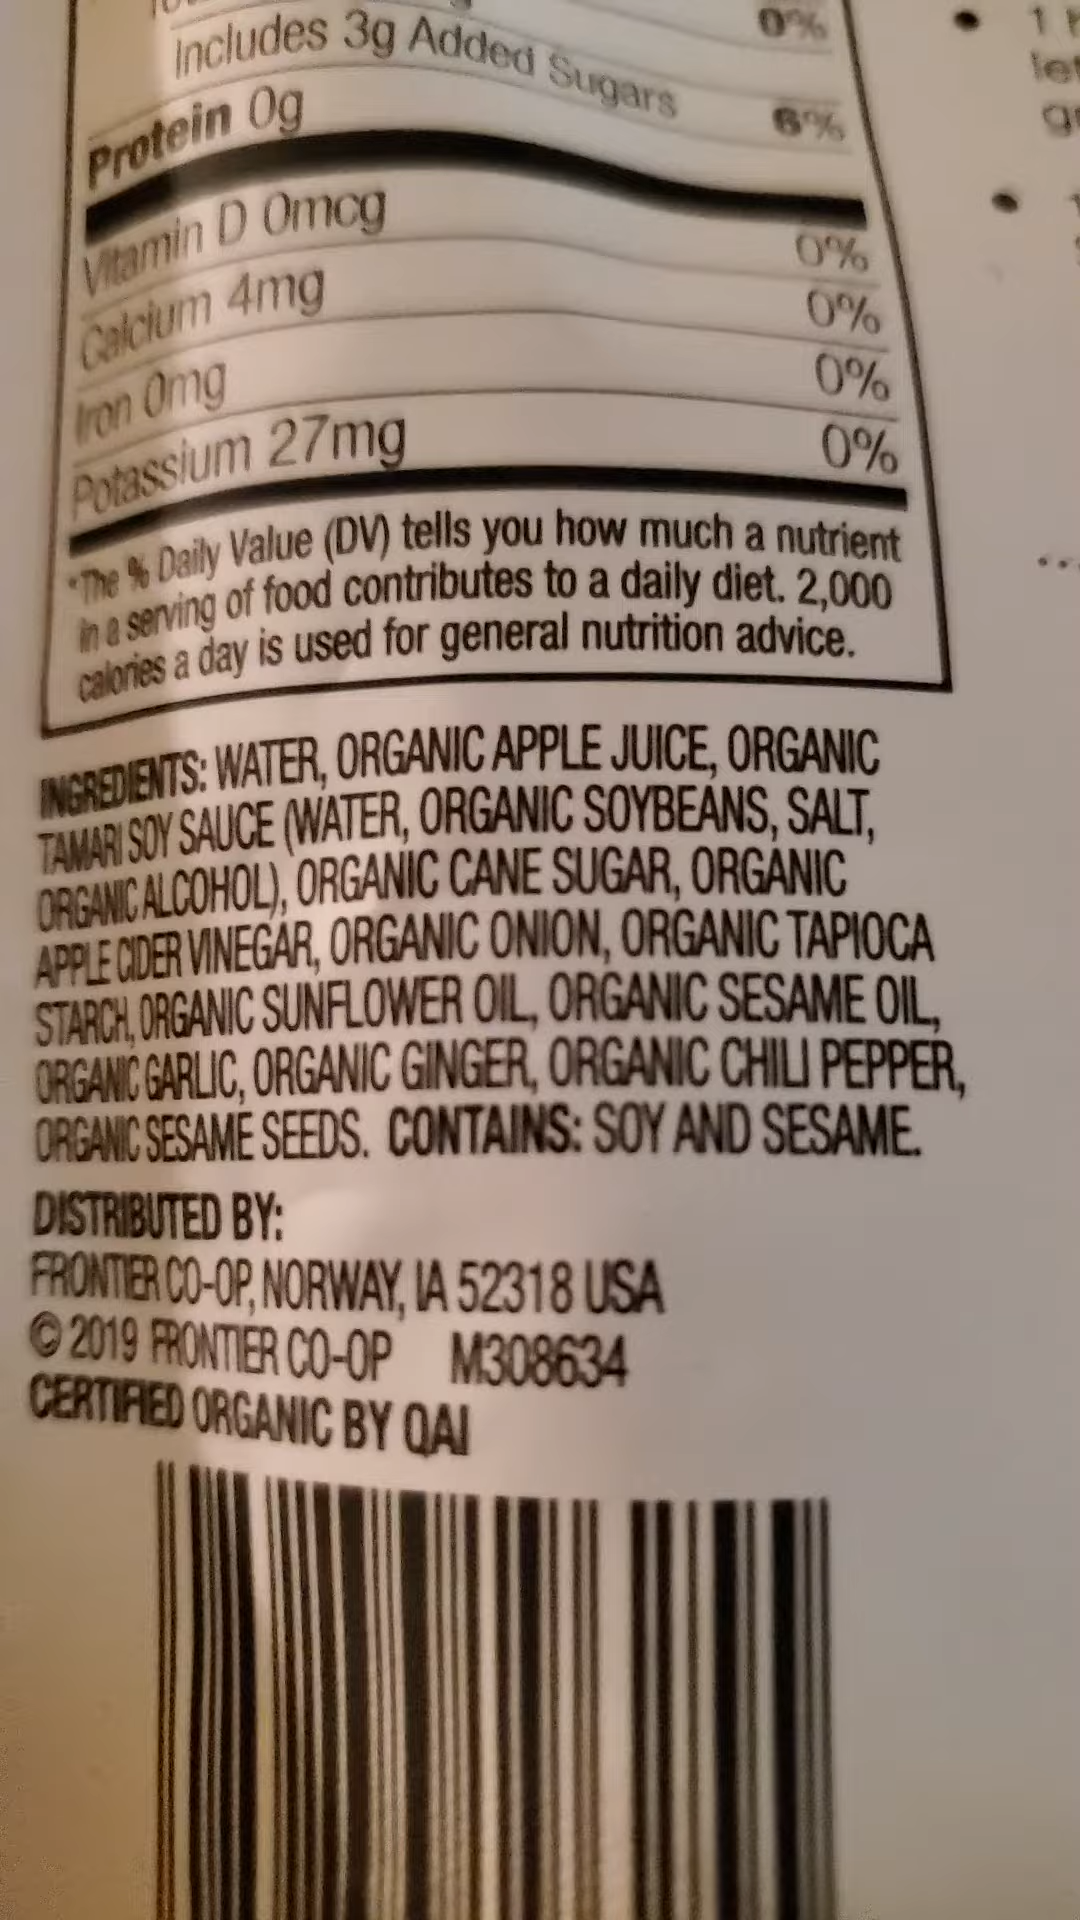 0%
Includes 3g Added Sugars 6%
Protein 0g
Vitamin D 0mcg 0%
Calcium 4mg 0%
Iron 0mg 0%
Potassium 27mg 0%
*The % Daily Value (DV) tells you how much a nutrient
in a serving of food contributes to a daily diet. 2,000
calories a day is used for general nutrition advice.
INGREDIENTS: WATER, ORGANIC APPLE JUICE, ORGANIC
TAMARI SOY SAUCE (WATER, ORGANIC SOYBEANS, SALT,
ORGANIC ALCOHOL), ORGANIC CANE SUGAR, ORGANIC
APPLE CIDER VINEGAR, ORGANIC ONION, ORGANIC TAPIOCA
STARCH, ORGANIC SUNFLOWER OIL, ORGANIC SESAME OIL,
ORGANIC GARLIC, ORGANIC GINGER, ORGANIC CHILI PEPPER,
ORGANIC SESAME SEEDS. CONTAINS: SOY AND SESAME.
DISTRIBUTED BY:
FRONTIER CO-OP, NORWAY, IA 52318 USA
© 2019 FRONTIER CO-OP M308634
CERTIFIED ORGANIC BY QAI